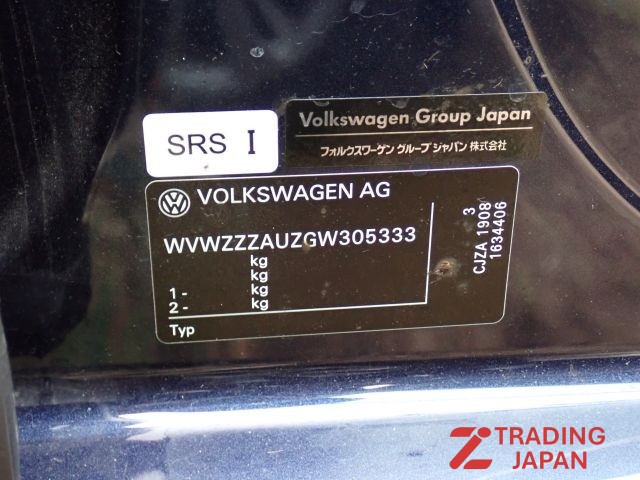 SRS I
Volkswagen Group Japan
フォルクスワーゲン グループ ジャパン 株式会社
VOLKSWAGEN AG
WVWZZZAUZGW305333
kg
kg
1 - kg
2 - kg
Typ
3
CJZA 1908
1634406
TRADING
JAPAN